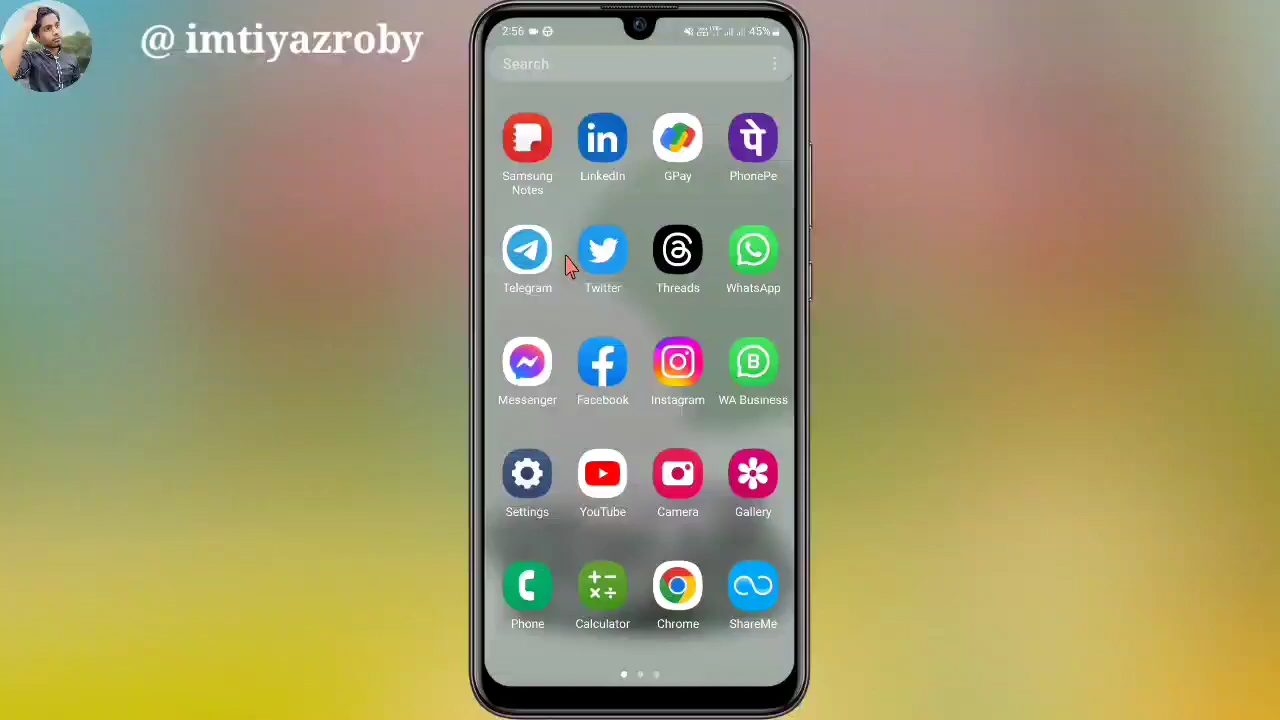 @ imtiyazroby
2:56
45%
Search
Samsung
Notes
LinkedIn
GPay
PhonePe
Telegram
Twitter
Threads
WhatsApp
Messenger
Facebook
Instagram
WA Business
Settings
YouTube
Camera
Gallery
Phone
Calculator
Chrome
ShareMe
in
पे
B